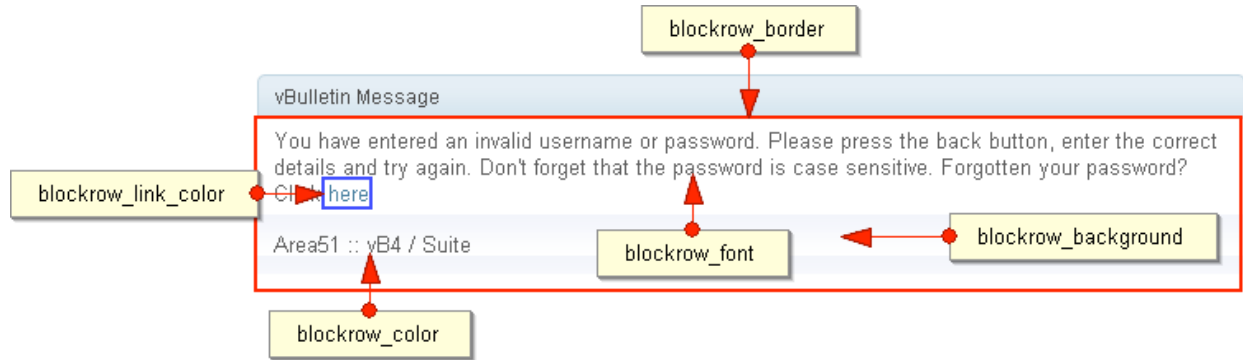 blockrow_border
vBulletin Message
You have entered an invalid username or password. Please press the back button, enter the correct
details and try again. Don't forget that the password is case sensitive. Forgotten your password?
blockrow_link_color
Click here
Area51 :: vB4 / Suite
blockrow_font
blockrow_background
blockrow_color